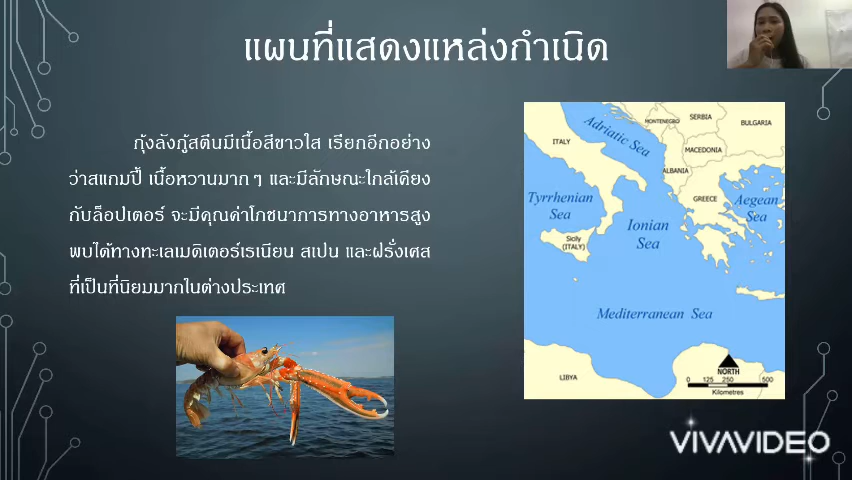 แผนที่แสดงแหล่งกำเนิด
กุ้งลังกู้สตีนมีเนื้อสีขาวใส เรียกอีกอย่าง
ว่าสแกมปี้ เนื้อหวานมาก ๆ และมีลักษณะใกล้เคียง
กับล็อปเตอร์ จะมีคุณค่าโภชนาการทางอาหารสูง
พบได้ทางทะเลเมดิเตอร์เรเนียน สเปน และฝรั่งเศส
ที่เป็นที่นิยมมากในต่างประเทศ
MONTENEGRO
SERBIA
BULGARIA
ITALY
Adriatic Sea
MACEDONIA
ALBANIA
Tyrrhenian
Sea
GREECE
Aegean
Sea
Ionian
Sea
Sicily
(ITALY)
Mediterranean Sea
LIBYA
NORTH
0 125 250 500
Kilometres
VIVAVIDEO